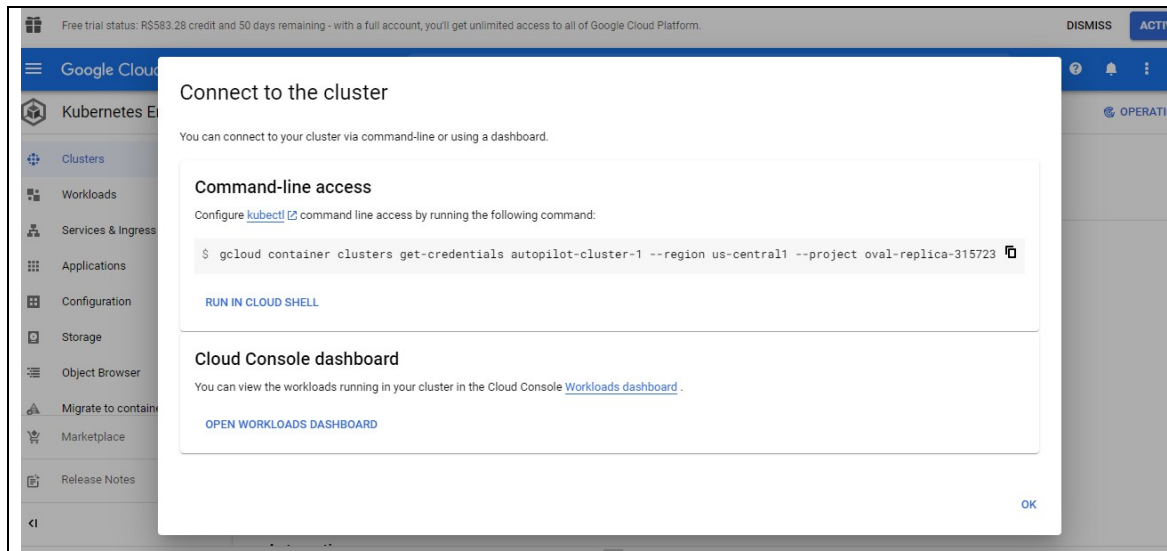 Free trial status: R$583.28 credit and 50 days remaining - with a full account, you'll get unlimited access to all of Google Cloud Platform.
DISMISS
Google Cloud
Kubernetes
Connect to the cluster
You can connect to your cluster via command-line or using a dashboard.
Clusters
Workloads
Services & Ingress
Applications
Configuration
Storage
Object Browser
Migrate to
Marketplace
Release Notes
Command-line access
Configure kubectl command line access by running the following command:
$ gcloud container clusters get-credentials autopilot-cluster-1 --region us-central1 --project oval-replica-315723
RUN IN CLOUD SHELL
Cloud Console dashboard
You can view the workloads running in your cluster in the Cloud Console Workloads dashboard .
OPEN WORKLOADS DASHBOARD
OK